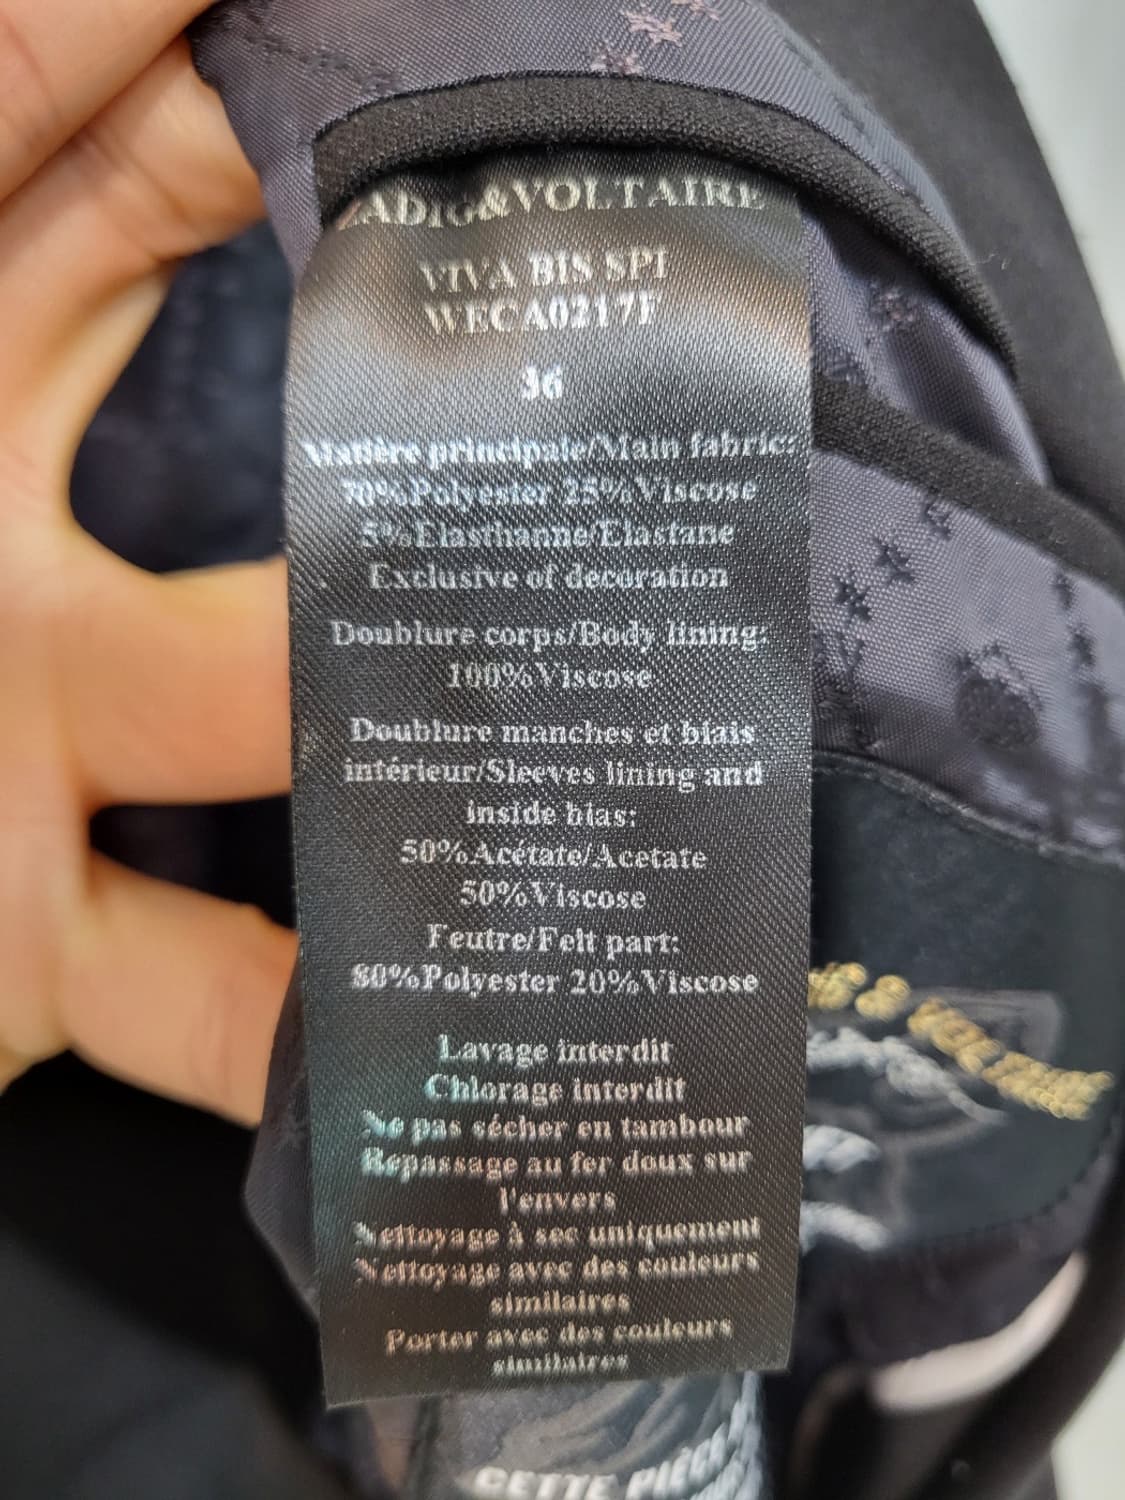 ZADIG&VOLTAIRE
VIVA BIS SPI
WECA0217F
36
Matière principale/Main fabric:
70%Polyester 25%Viscose
5%Elasthanne/Elastane
Exclusive of decoration
Doublure corps/Body lining:
100%Viscose
Doublure manches et biais
intérieur/Sleeves lining and
inside bias:
50%Acétate/Acetate
50%Viscose
Feutre/Felt part:
80%Polyester 20%Viscose
Lavage interdit
Chlorage interdit
Ne pas sécher en tambour
Repassage au fer doux sur
l'envers
Nettoyage à sec uniquement
Nettoyage avec des couleurs
similaires
Porter avec des couleurs
similaires
& VOLTAIRE
CETTE PIÈCE